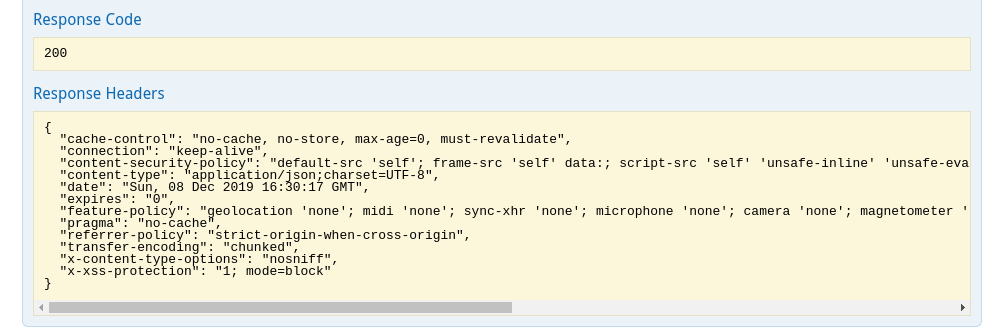 Response Code
200
Response Headers
{
  "cache-control": "no-cache, no-store, max-age=0, must-revalidate",
  "connection": "keep-alive",
  "content-security-policy": "default-src 'self'; frame-src 'self' data:; script-src 'self' 'unsafe-inline' 'unsafe-eva
  "content-type": "application/json;charset=UTF-8",
  "date": "Sun, 08 Dec 2019 16:30:17 GMT",
  "expires": "0",
  "feature-policy": "geolocation 'none'; midi 'none'; sync-xhr 'none'; microphone 'none'; camera 'none'; magnetometer '
  "pragma": "no-cache",
  "referrer-policy": "strict-origin-when-cross-origin",
  "transfer-encoding": "chunked",
  "x-content-type-options": "nosniff",
  "x-xss-protection": "1; mode=block"
}